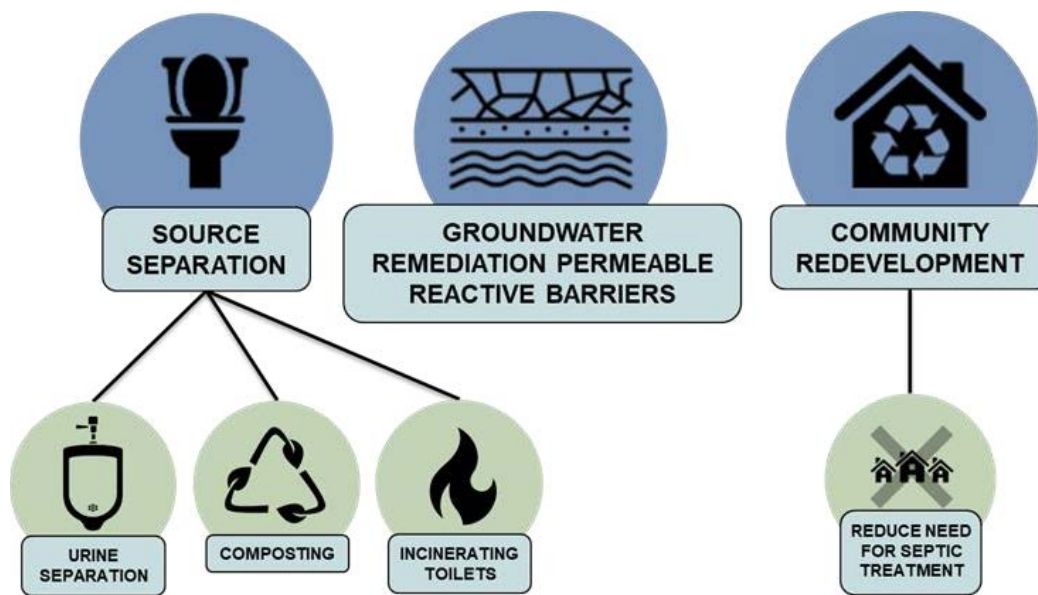 SOURCE
SEPARATION
GROUNDWATER
REMEDIATION PERMEABLE
REACTIVE BARRIERS
COMMUNITY
REDEVELOPMENT
URINE
SEPARATION
COMPOSTING
INCINERATING
TOILETS
REDUCE NEED
FOR SEPTIC
TREATMENT